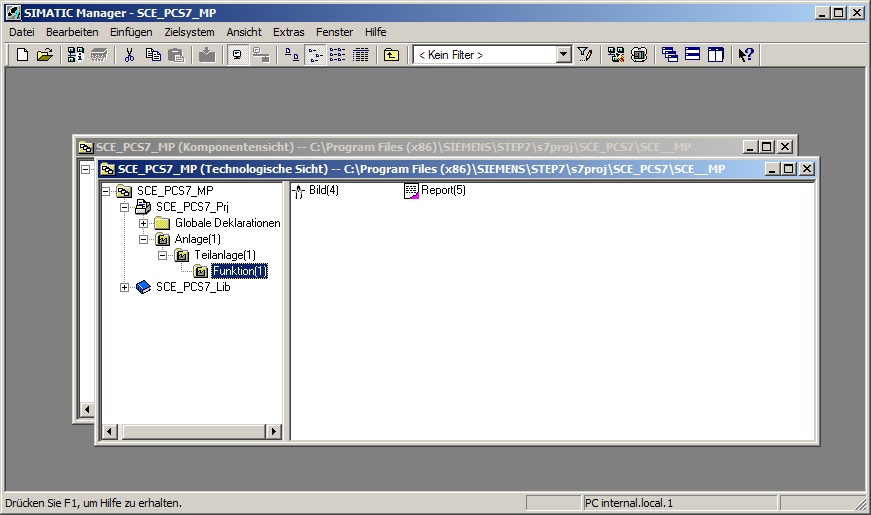 SIMATIC Manager - SCE_PCS7_MP
Datei Bearbeiten Einfügen Zielsystem Ansicht Extras Fenster Hilfe
< Kein Filter >
SCE_PCS7_MP (Komponentensicht) -- C:\Program Files (x86)\SIEMENS\STEP7\s7proj\SCE_PCS7\SCE__MP
SCE_PCS7_MP (Technologische Sicht) -- C:\Program Files (x86)\SIEMENS\STEP7\s7proj\SCE_PCS7\SCE__MP
SCE_PCS7_MP
SCE_PCS7_Prj
Globale Deklarationen
Anlage(1)
Teilanlage(1)
Funktion(1)
SCE_PCS7_Lib
Bild(4)
Report(5)
Drücken Sie F1, um Hilfe zu erhalten.
PC internal.local.1